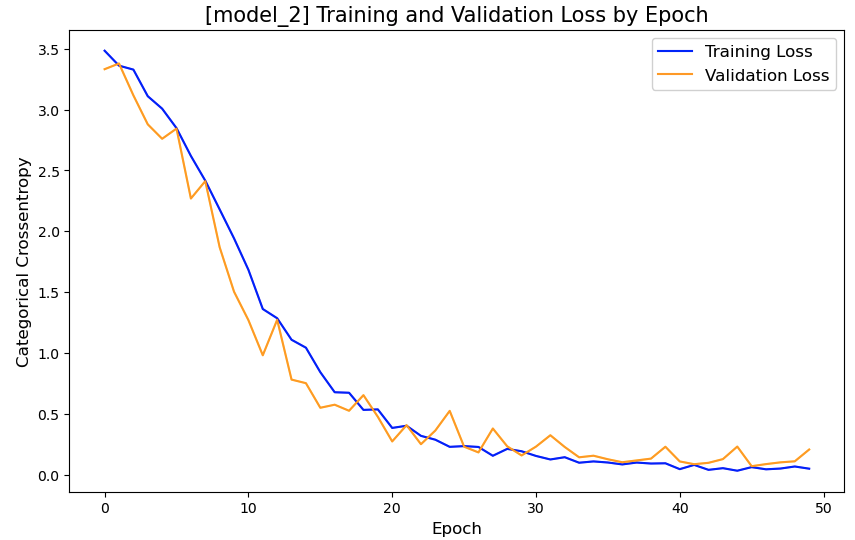 [model_2] Training and Validation Loss by Epoch
Training Loss
Validation Loss
Categorical Crossentropy
3.5
3.0
2.5
2.0
1.5
1.0
0.5
0.0
0 10 20 30 40 50
Epoch